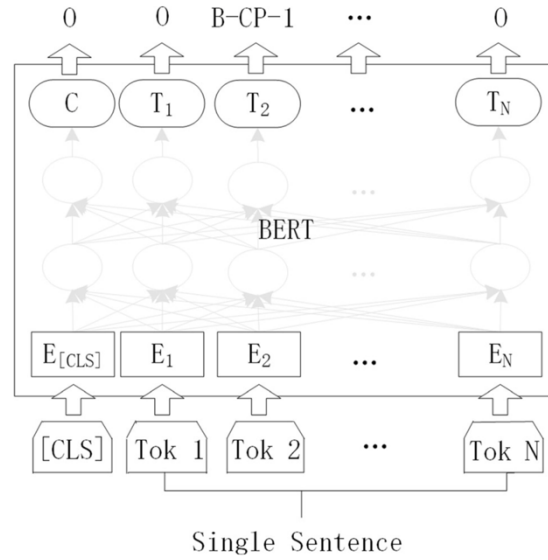 O O B-CP-1 ... O
C T1 T2 ... TN
...
BERT
...
E[CLS] E1 E2 ... EN
[CLS] Tok 1 Tok 2 ... Tok N
Single Sentence